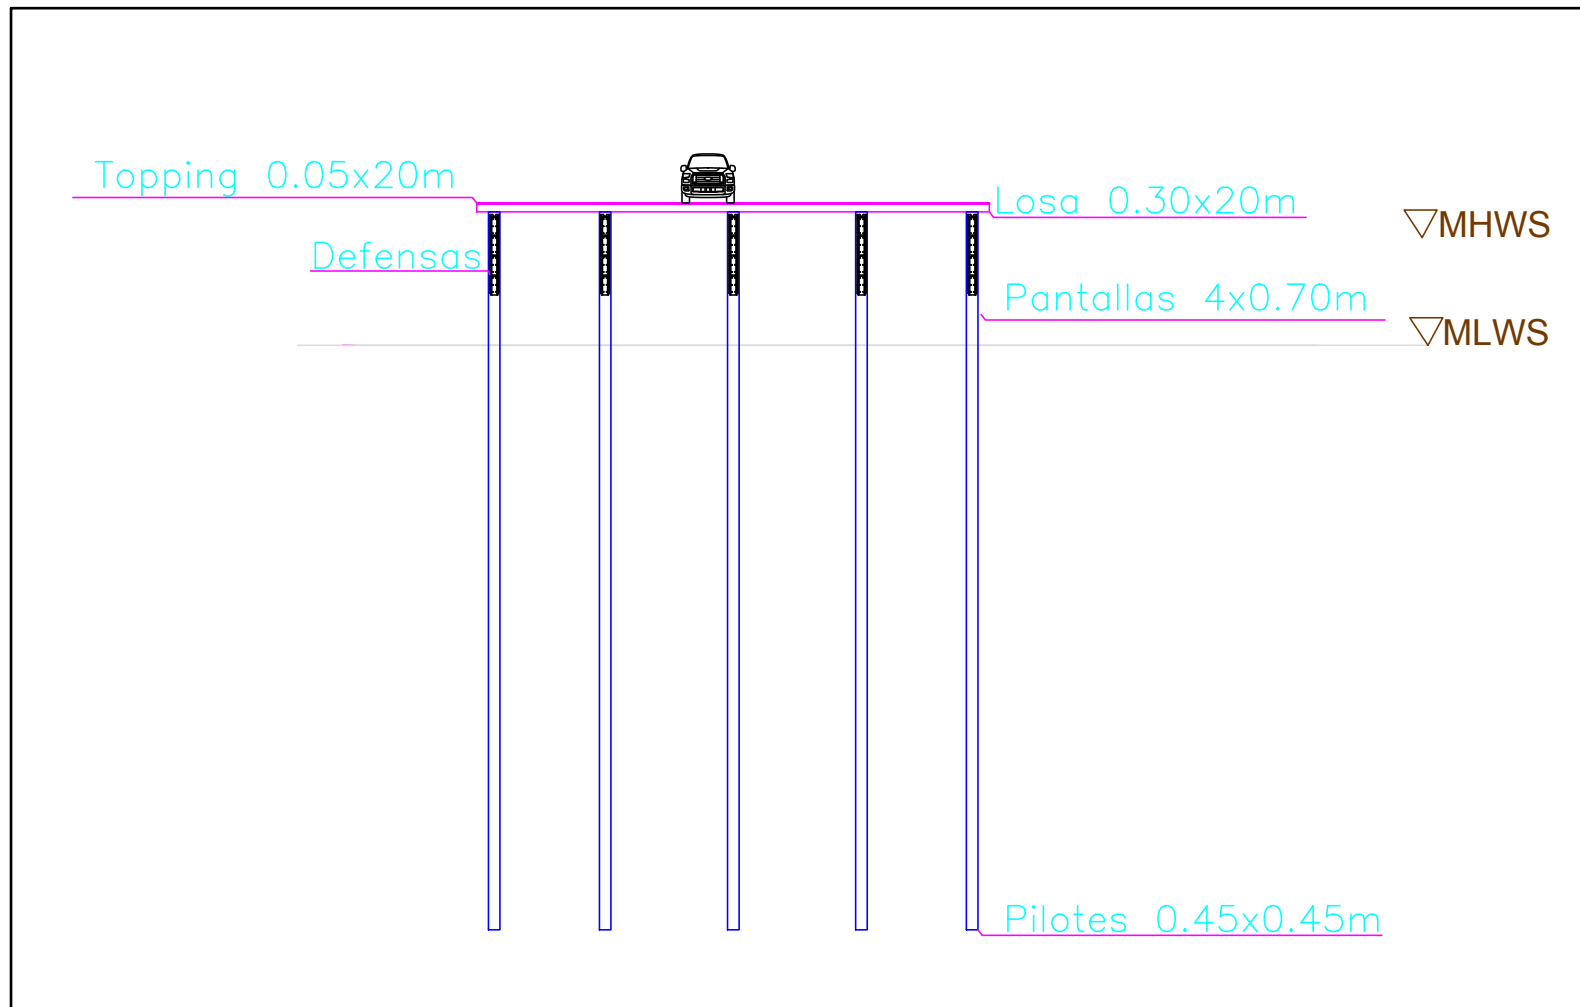 Topping 0.05x20m
Losa 0.30x20m
MHWS
Defensas
Pantallas 4x0.70m
MLWS
Pilotes 0.45x0.45m